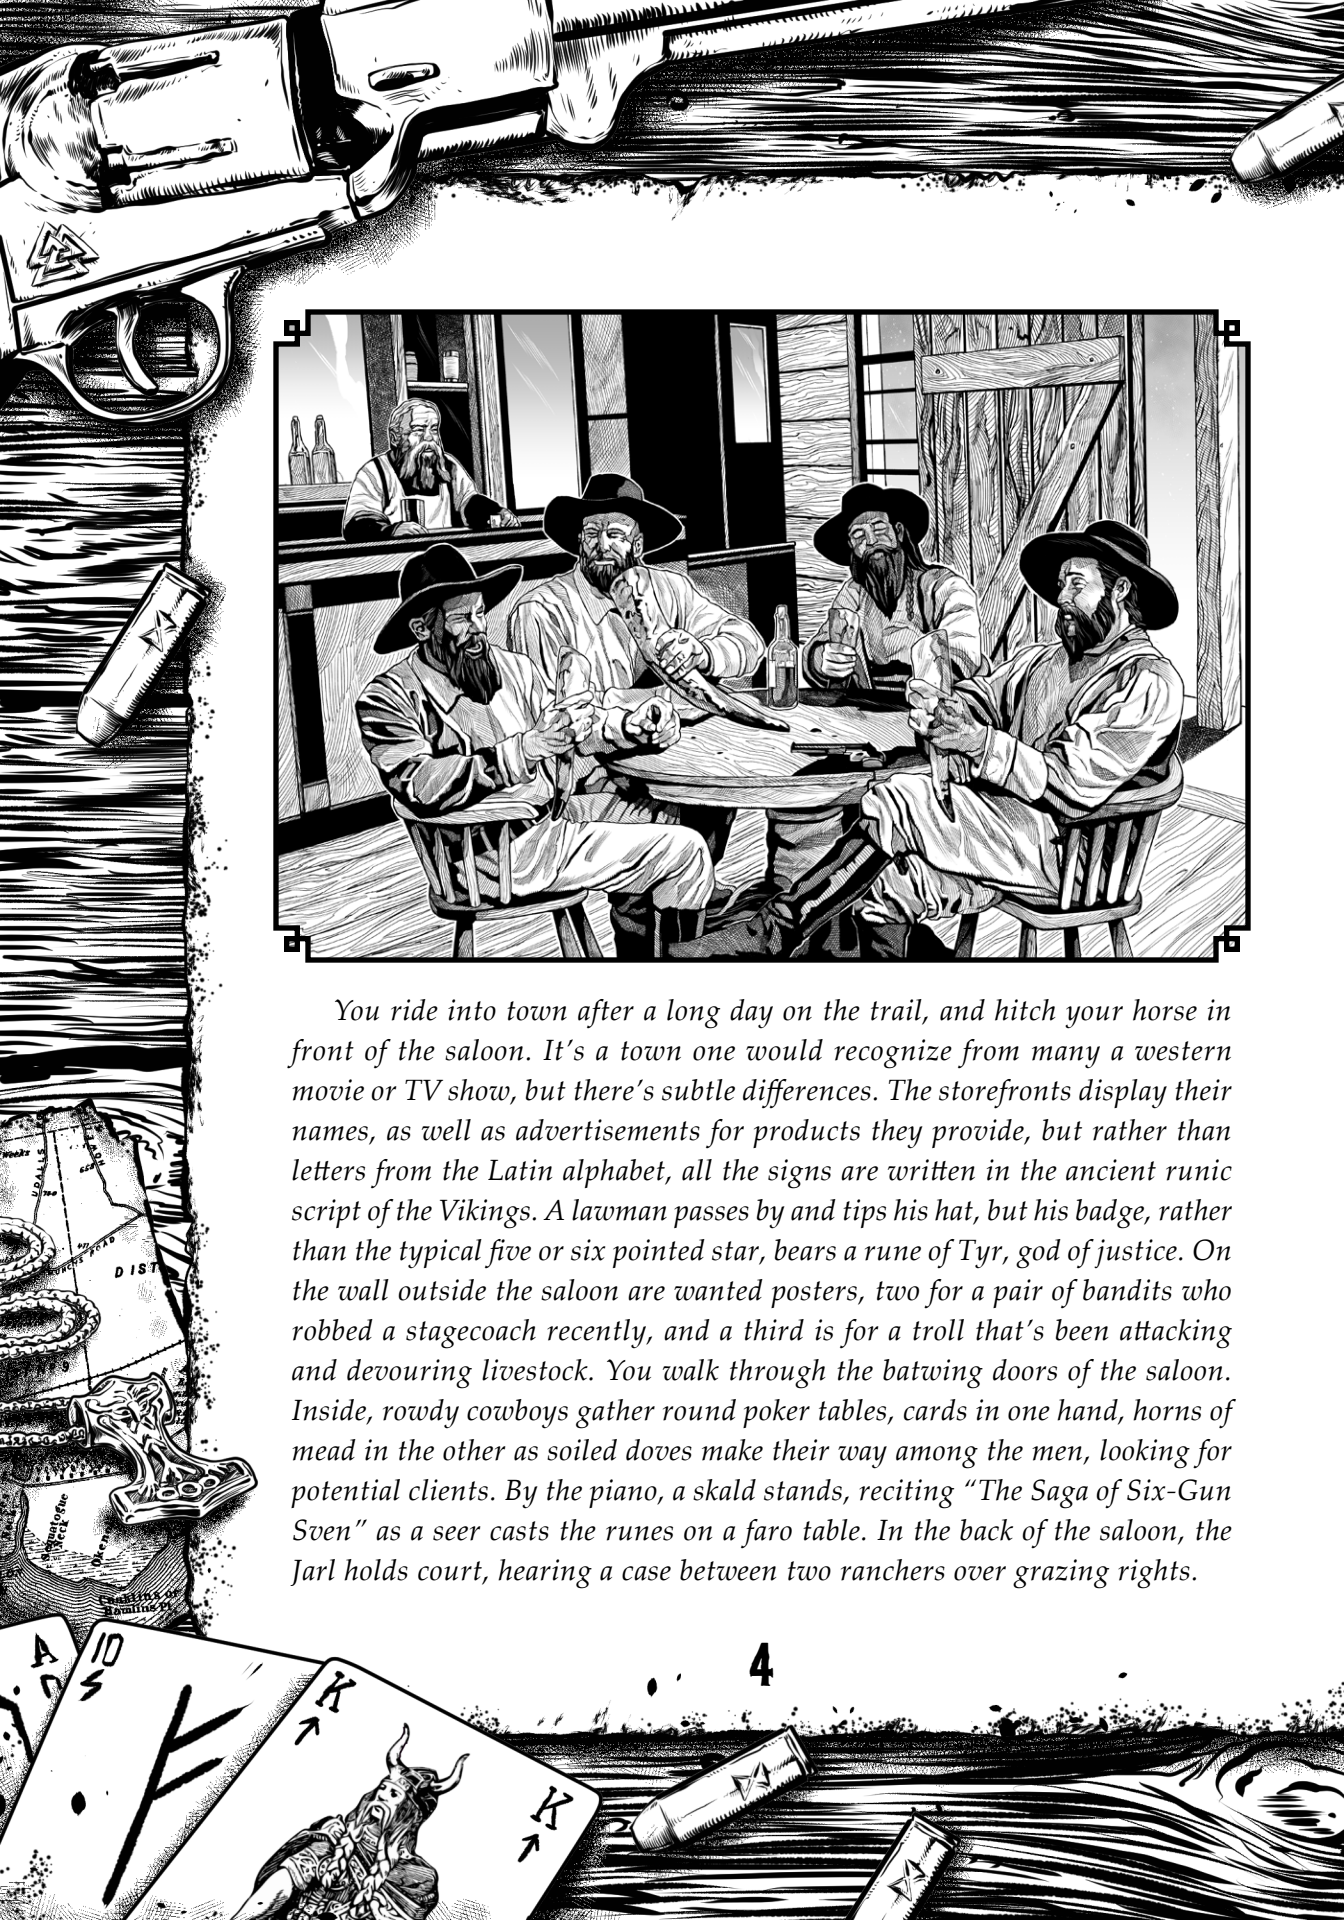 You ride into town after a long day on the trail, and hitch your horse in
front of the saloon. It's a town one would recognize from many a western
movie or TV show, but there's subtle differences. The storefronts display their
names, as well as advertisements for products they provide, but rather than
letters from the Latin alphabet, all the signs are written in the ancient runic
script of the Vikings. A lawman passes by and tips his hat, but his badge, rather
than the typical five or six pointed star, bears a rune of Tyr, god of justice. On
the wall outside the saloon are wanted posters, two for a pair of bandits who
robbed a stagecoach recently, and a third is for a troll that's been attacking
and devouring livestock. You walk through the batwing doors of the saloon.
Inside, rowdy cowboys gather round poker tables, cards in one hand, horns of
mead in the other as soiled doves make their way among the men, looking for
potential clients. By the piano, a skald stands, reciting “The Saga of Six-Gun
Sven” as a seer casts the runes on a faro table. In the back of the saloon, the
Jarl holds court, hearing a case between two ranchers over grazing rights.
UDALLS
HOWE
659
ROAD
DIST
Neck
Oken
A
10
K
K
4